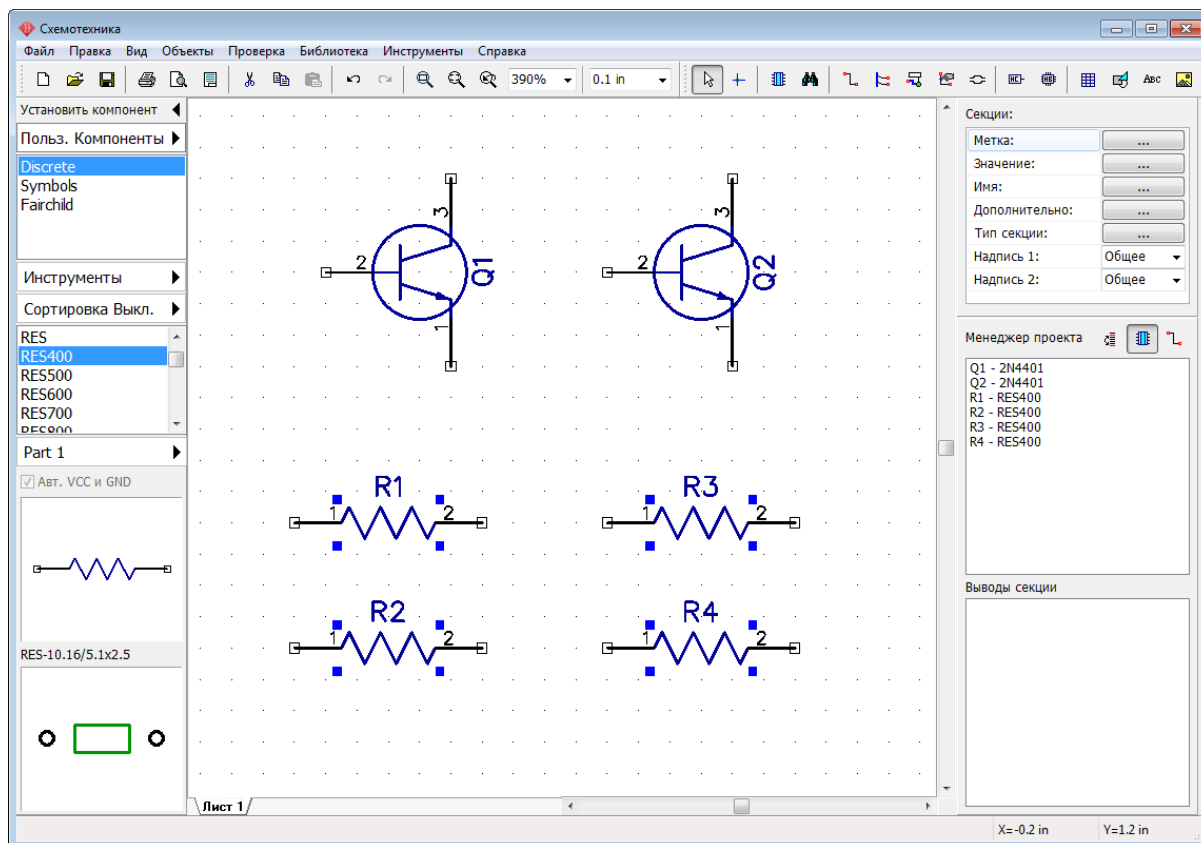 Схемотехника
Файл Правка Вид Объекты Проверка Библиотека Инструменты Справка
390% 0.1 in ABC
Установить компонент
Польз. Компоненты
Discrete
Symbols
Fairchild
Инструменты
Сортировка Выкл.
RES
RES400
RES500
RES600
RES700
RES800
Part 1
Авт. VCC и GND
RES-10.16/5.1x2.5
3
2
Q1
1
3
2
Q2
1
R1
1 2
R3
1 2
R2
1 2
R4
1 2
Лист 1
Секции:
Метка: ...
Значение: ...
Имя: ...
Дополнительно: ...
Тип секции: ...
Надпись 1: Общее
Надпись 2: Общее
Менеджер проекта
Q1 - 2N4401
Q2 - 2N4401
R1 - RES400
R2 - RES400
R3 - RES400
R4 - RES400
Выводы секции
X=-0.2 in Y=1.2 in